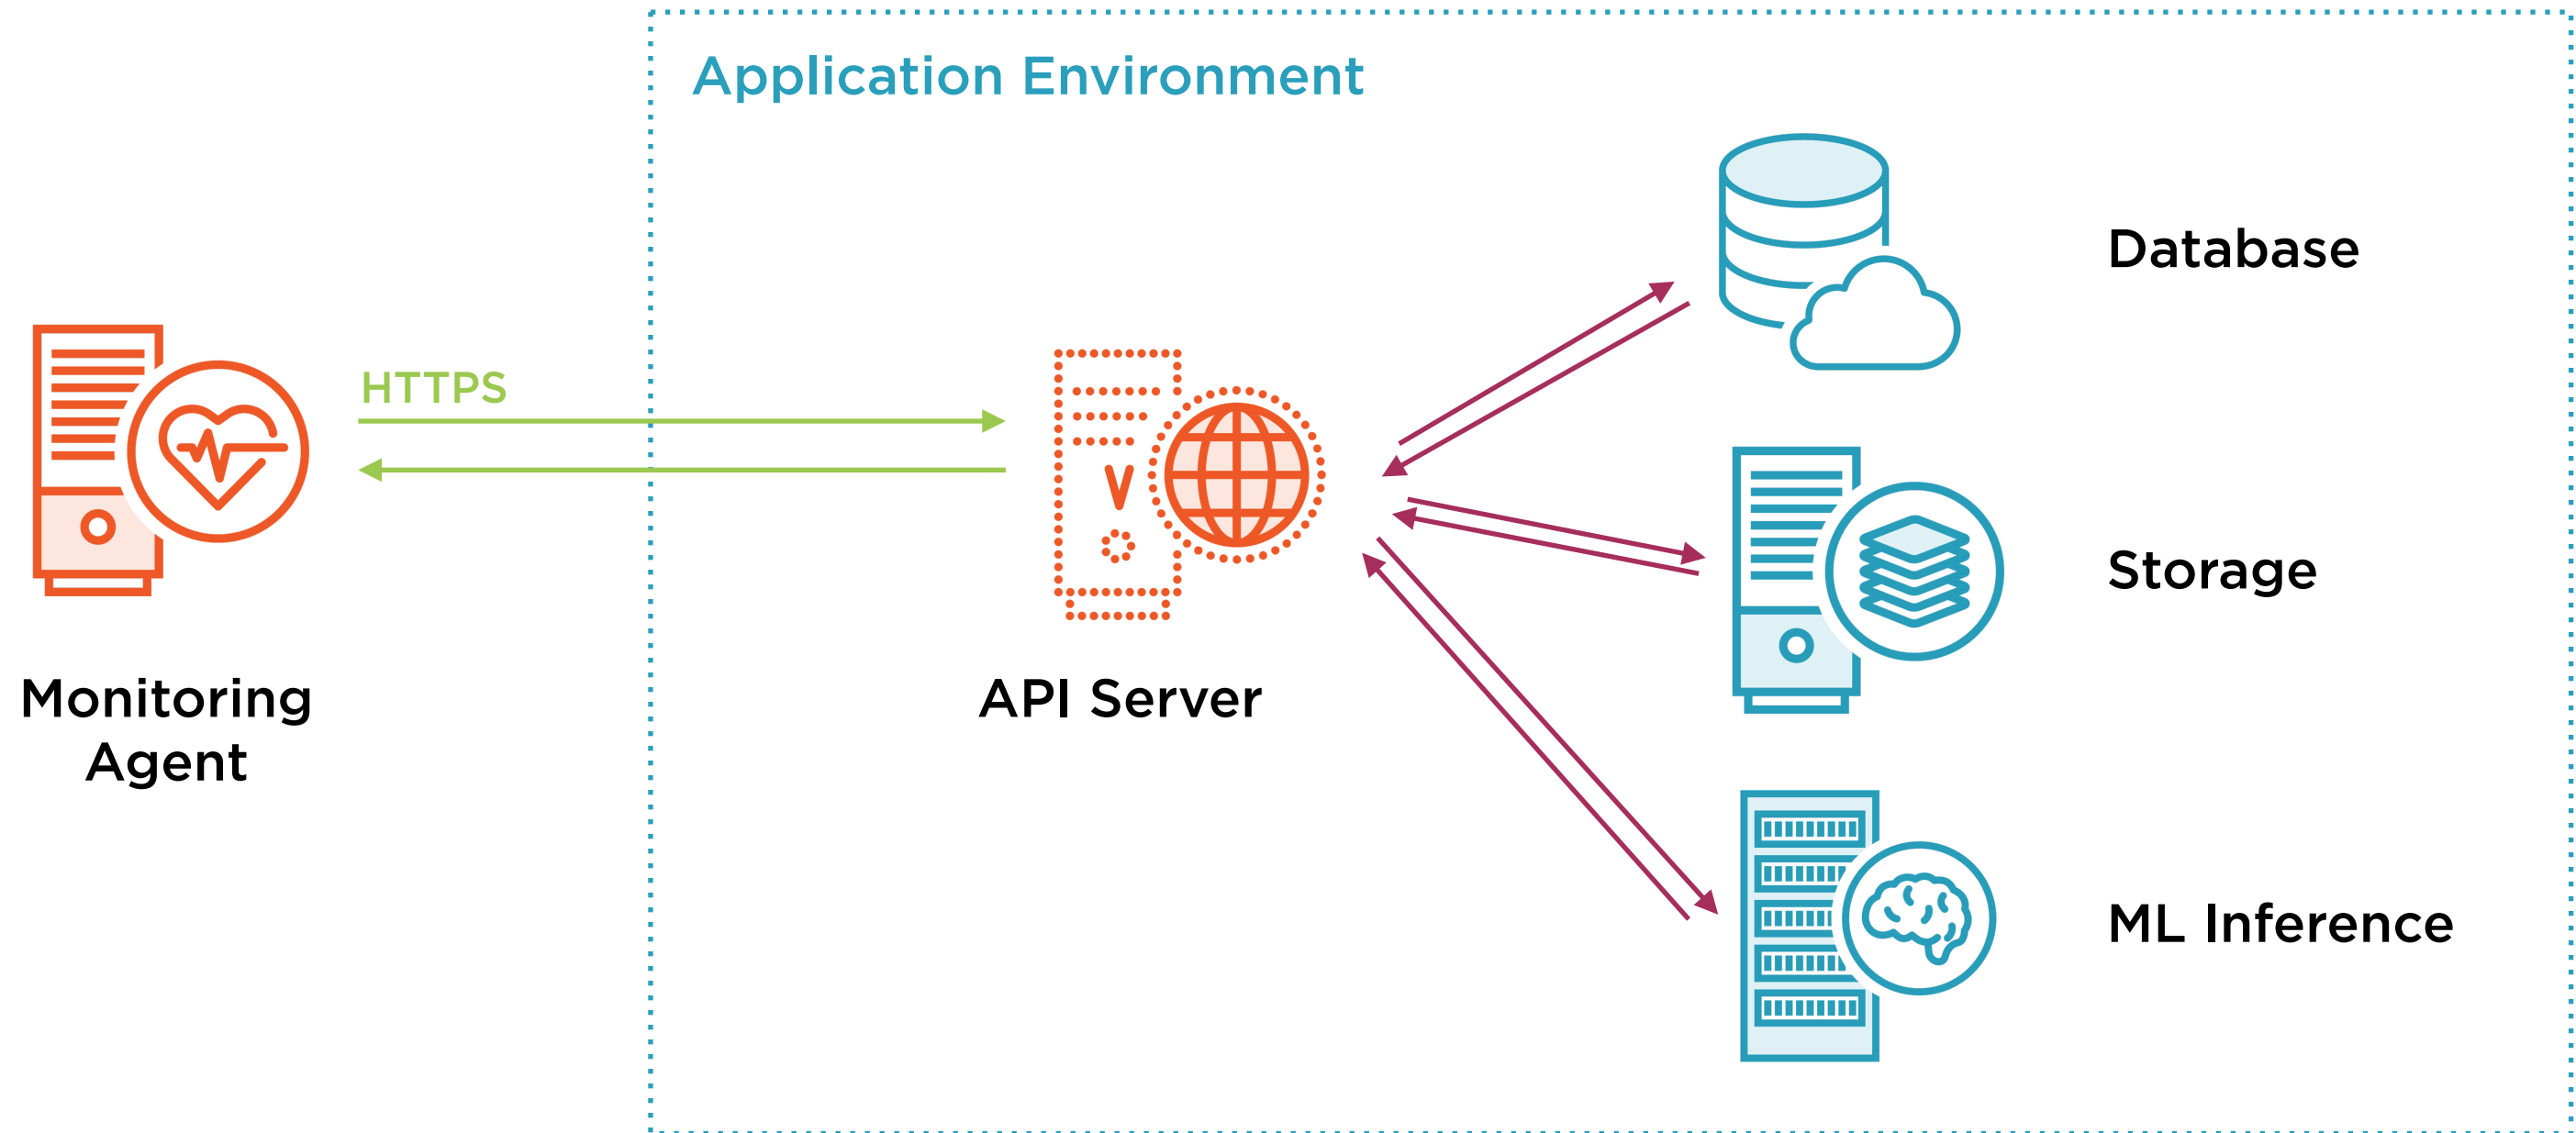 Application Environment
Database
HTTPS
Storage
Monitoring
Agent
API Server
ML Inference